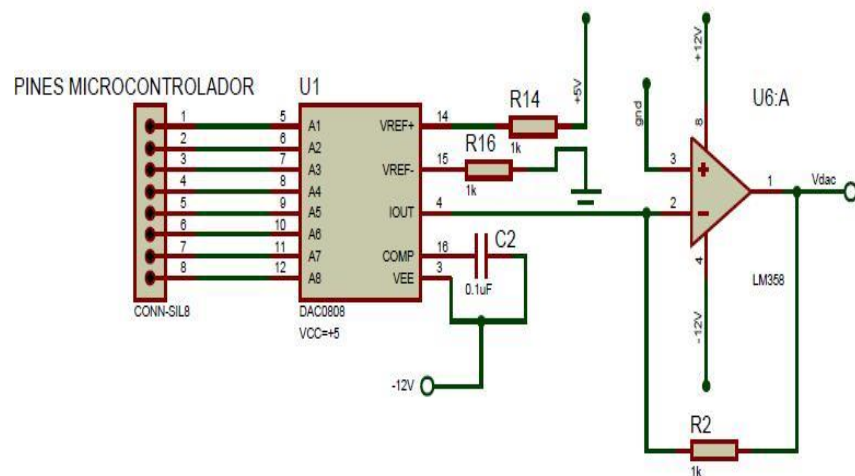 PINES MICROCONTROLADOR
U1
1
2
3
4
5
6
7
8
CONN-SIL8
5
6
7
8
9
10
11
12
A1
A2
A3
A4
A5
A6
A7
A8
VREF+
VREF-
IOUT
COMP
VEE
14
15
4
16
3
DAC0808
VCC=+5
R14
1k
+5V
R16
1k
C2
0.1uF
-12V
gnd
+12V
U6:A
8
3
2
1
4
Vdac
LM358
-12V
R2
1k